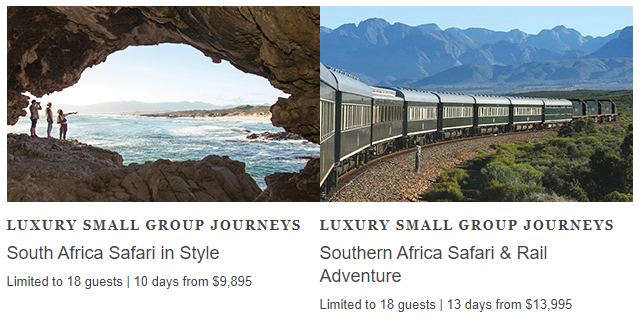 LUXURY SMALL GROUP JOURNEYS
South Africa Safari in Style
Limited to 18 guests | 10 days from $9,895
LUXURY SMALL GROUP JOURNEYS
Southern Africa Safari & Rail
Adventure
Limited to 18 guests | 13 days from $13,995